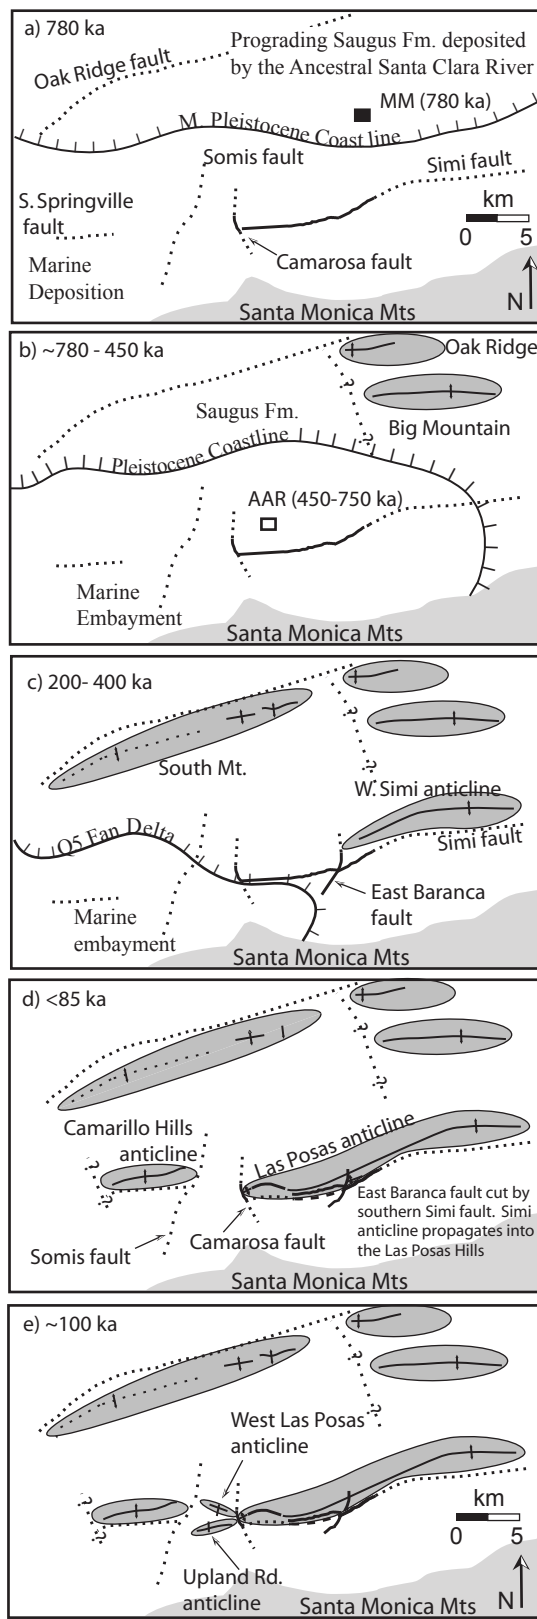 a) 780 ka
Prograding Saugus Fm. deposited
by the Ancestral Santa Clara River
Oak Ridge fault
MM (780 ka)
M. Pleistocene Coast line
Somis fault
Simi fault
S. Springville
fault
km
0 5
Camarosa fault
Marine
Deposition
N
Santa Monica Mts
b) ~780 - 450 ka
Oak Ridge
?
Saugus Fm.
?
Big Mountain
Pleistocene Coastline
AAR (450-750 ka)
Marine
Embayment
Santa Monica Mts
c) 200- 400 ka
?
South Mt.
?
W. Simi anticline
Q5 Fan Delta
Simi fault
East Baranca
fault
Marine
embayment
Santa Monica Mts
d) <85 ka
?
?
Camarillo Hills
anticline
Las Posas anticline
?
?
East Baranca fault cut by
southern Simi fault. Simi
anticline propagates into
the Las Posas Hills
Camarosa fault
Somis fault
Santa Monica Mts
e) ~100 ka
?
?
West Las Posas
anticline
?
?
km
0 5
Upland Rd.
anticline
N
Santa Monica Mts